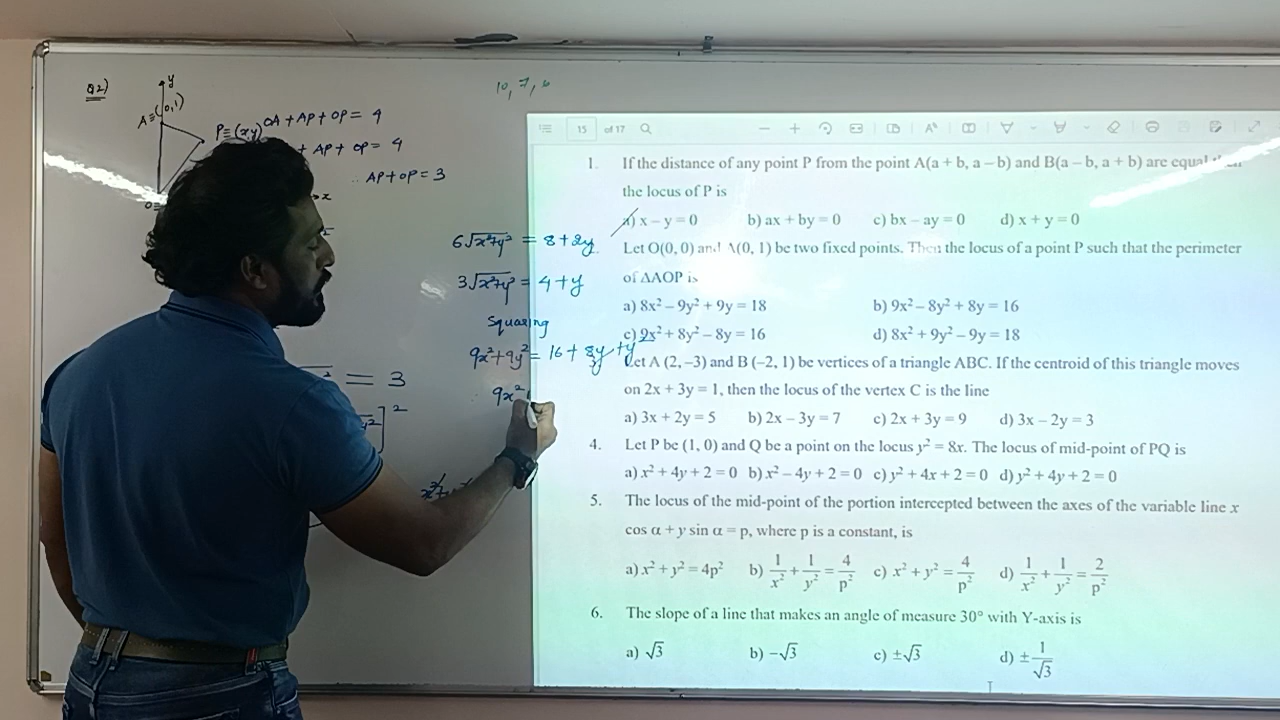 Q2)
y
A≡(0,1)
P≡(x,y)
OA + AP + OP = 4
+ AP + OP = 4
∴ AP + OP = 3
x
6√x²+y² = 8 + 2y
3√x²+y² = 4 + y
Squaring
9x²+9y² = 16 + 8y + y²
9x²
= 3
10, 7, 6
15 of 17
1. If the distance of any point P from the point A(a + b, a – b) and B(a – b, a + b) are equal then
the locus of P is
a) x – y = 0 b) ax + by = 0 c) bx – ay = 0 d) x + y = 0
Let O(0, 0) and A(0, 1) be two fixed points. Then the locus of a point P such that the perimeter
of ΔAOP is
a) 8x² – 9y² + 9y = 18 b) 9x² – 8y² + 8y = 16
c) 9x² + 8y² – 8y = 16 d) 8x² + 9y² – 9y = 18
Let A (2, –3) and B (–2, 1) be vertices of a triangle ABC. If the centroid of this triangle moves
on 2x + 3y = 1, then the locus of the vertex C is the line
a) 3x + 2y = 5 b) 2x – 3y = 7 c) 2x + 3y = 9 d) 3x – 2y = 3
4. Let P be (1, 0) and Q be a point on the locus y² = 8x. The locus of mid-point of PQ is
a) x² + 4y + 2 = 0 b) x² – 4y + 2 = 0 c) y² + 4x + 2 = 0 d) y² + 4y + 2 = 0
5. The locus of the mid-point of the portion intercepted between the axes of the variable line x
cos α + y sin α = p, where p is a constant, is
a) x² + y² = 4p² b) 1/x² + 1/y² = 4/p² c) x² + y² = 4/p² d) 1/x² + 1/y² = 2/p²
6. The slope of a line that makes an angle of measure 30° with Y-axis is
a) √3 b) –√3 c) ±√3 d) ± 1/√3